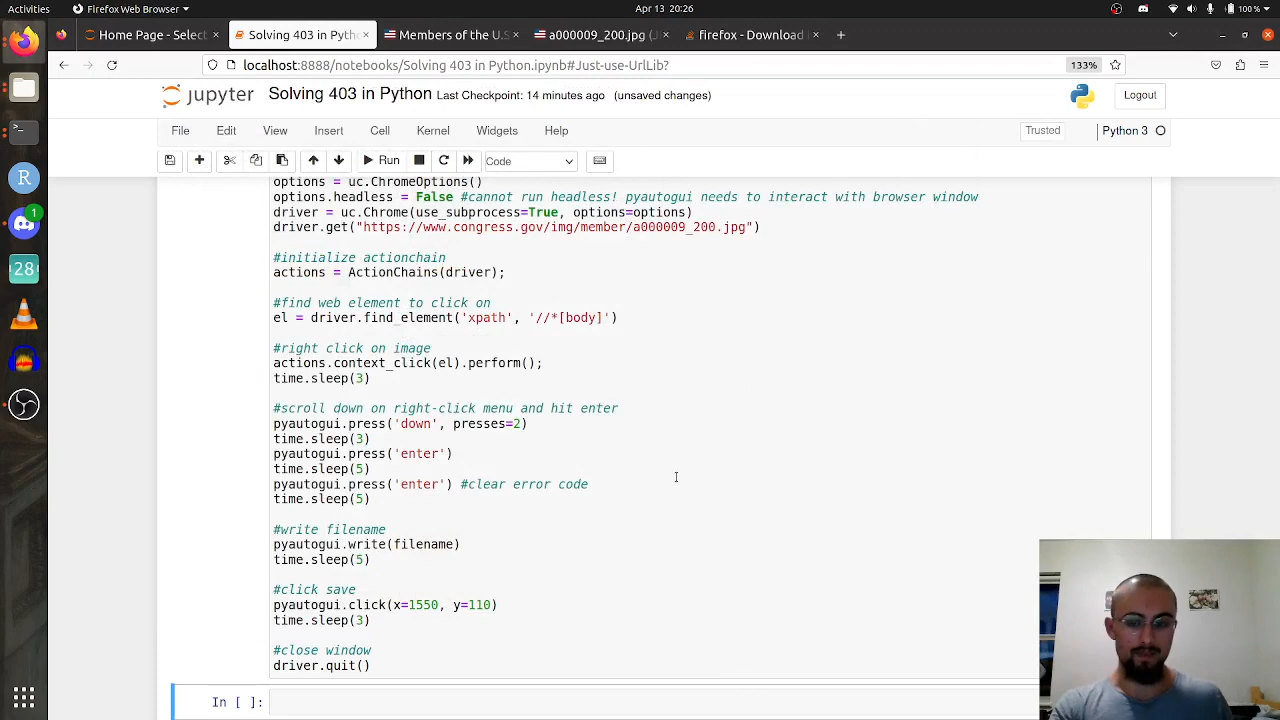 Activities
Firefox Web Browser
Apr 13 20:26
100%
Home Page - Select
Solving 403 in Pyth
Members of the U.S
a000009_200.jpg (J
firefox - Download
localhost:8888/notebooks/Solving 403 in Python.ipynb#Just-use-UrlLib?
133%
jupyter
Solving 403 in Python
Last Checkpoint: 14 minutes ago (unsaved changes)
Logout
File
Edit
View
Insert
Cell
Kernel
Widgets
Help
Trusted
Python 3
Run
Code
options = uc.ChromeOptions()
options.headless = False #cannot run headless! pyautogui needs to interact with browser window
driver = uc.Chrome(use_subprocess=True, options=options)
driver.get("https://www.congress.gov/img/member/a000009_200.jpg")
#initialize actionchain
actions = ActionChains(driver);
#find web element to click on
el = driver.find_element('xpath', '//*[body]')
#right click on image
actions.context_click(el).perform();
time.sleep(3)
#scroll down on right-click menu and hit enter
pyautogui.press('down', presses=2)
time.sleep(3)
pyautogui.press('enter')
time.sleep(5)
pyautogui.press('enter') #clear error code
time.sleep(5)
#write filename
pyautogui.write(filename)
time.sleep(5)
#click save
pyautogui.click(x=1550, y=110)
time.sleep(3)
#close window
driver.quit()
In [ ]:
R
1
28